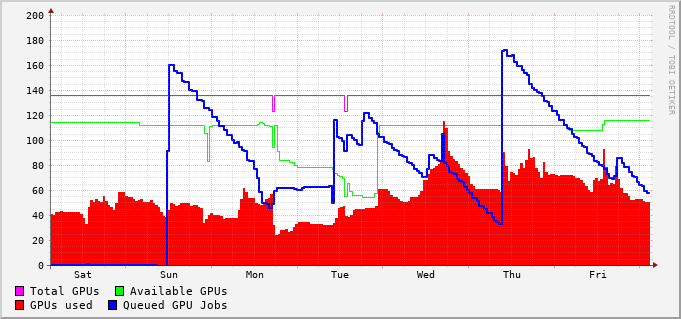 200
180
160
140
120
100
80
60
40
20
0
Sat Sun Mon Tue Wed Thu Fri
Total GPUs Available GPUs
GPUs used Queued GPU Jobs
RRDTOOL / TOBI OETIKER